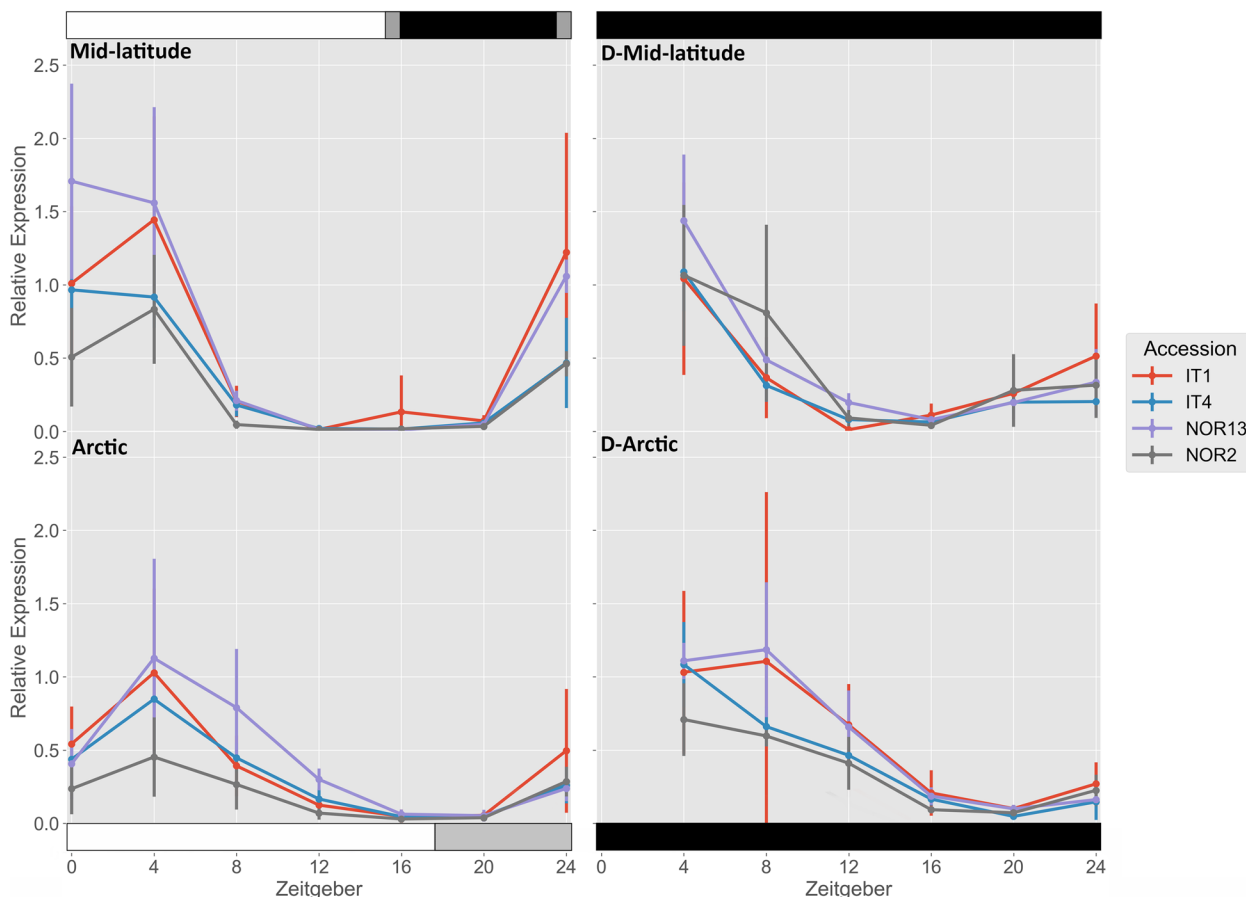 Mid-latitude
D-Mid-latitude
2.5
2.0
1.5
1.0
0.5
0.0
Relative Expression
Arctic
D-Arctic
2.5
2.0
1.5
1.0
0.5
0.0
Relative Expression
0
4
8
12
16
20
24
Zeitgeber
0
4
8
12
16
20
24
Zeitgeber
Accession
IT1
IT4
NOR13
NOR2